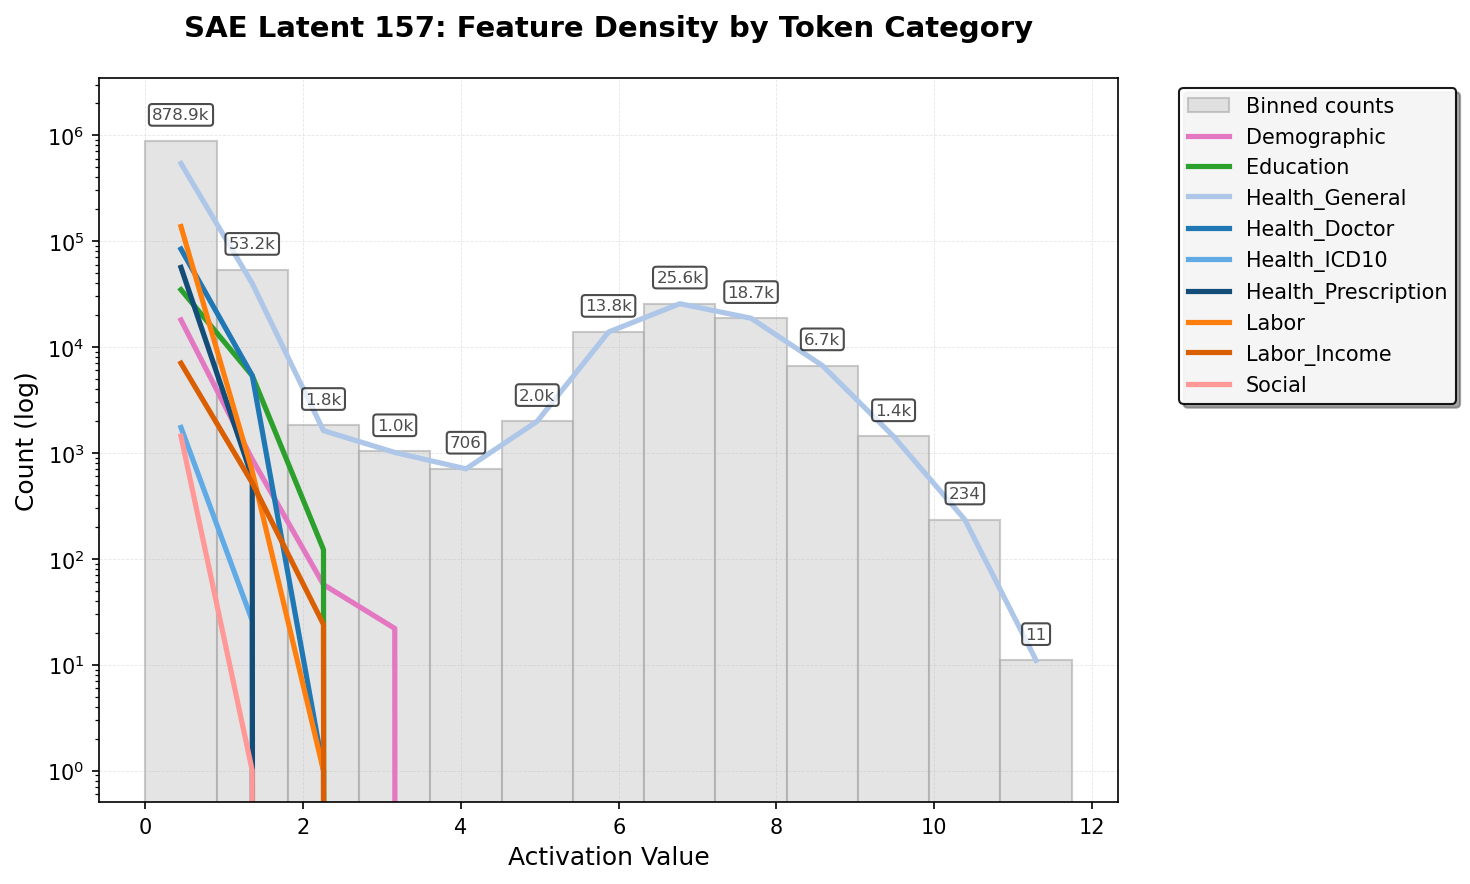 SAE Latent 157: Feature Density by Token Category
878.9k
53.2k
1.8k
1.0k
706
2.0k
13.8k
25.6k
18.7k
6.7k
1.4k
234
11
10⁶
10⁵
10⁴
10³
10²
10¹
10⁰
Count (log)
0 2 4 6 8 10 12
Activation Value
Binned counts
Demographic
Education
Health_General
Health_Doctor
Health_ICD10
Health_Prescription
Labor
Labor_Income
Social